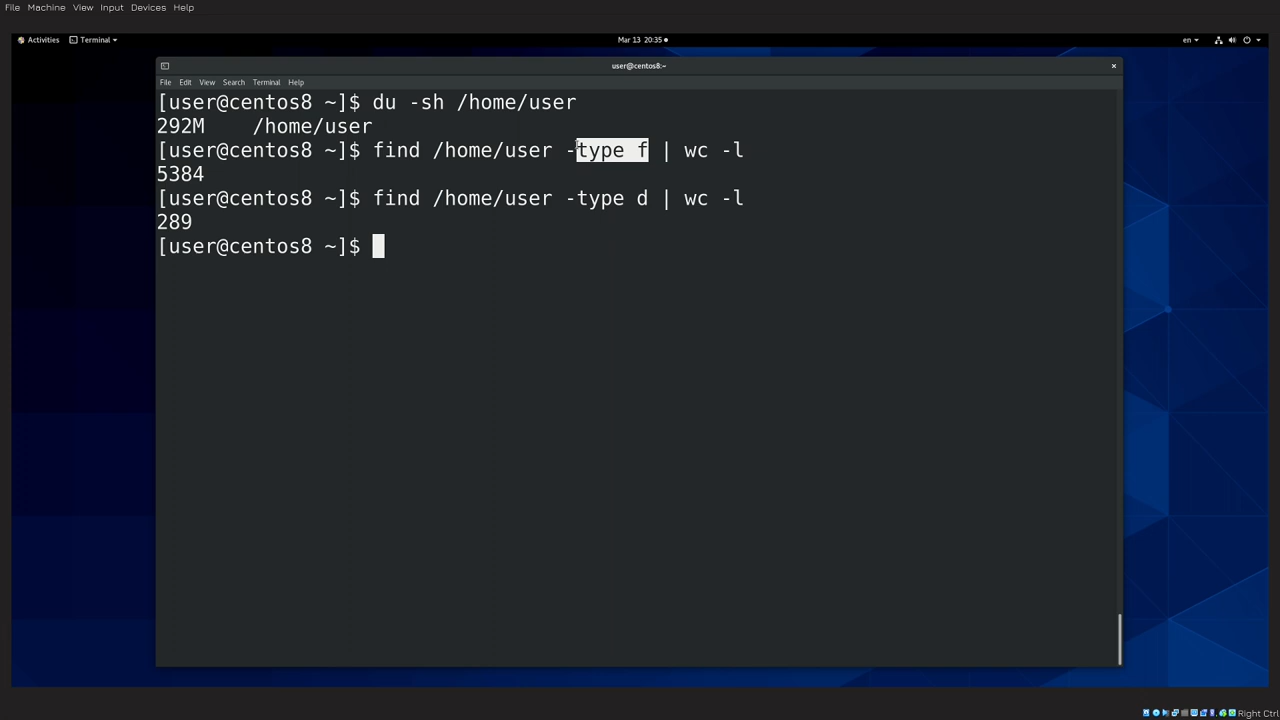 File Machine View Input Devices Help
Activities Terminal Mar 13 20:35 en
user@centos8:~
File Edit View Search Terminal Help
[user@centos8 ~]$ du -sh /home/user
292M    /home/user
[user@centos8 ~]$ find /home/user -type f | wc -l
5384
[user@centos8 ~]$ find /home/user -type d | wc -l
289
[user@centos8 ~]$
Right Ctrl